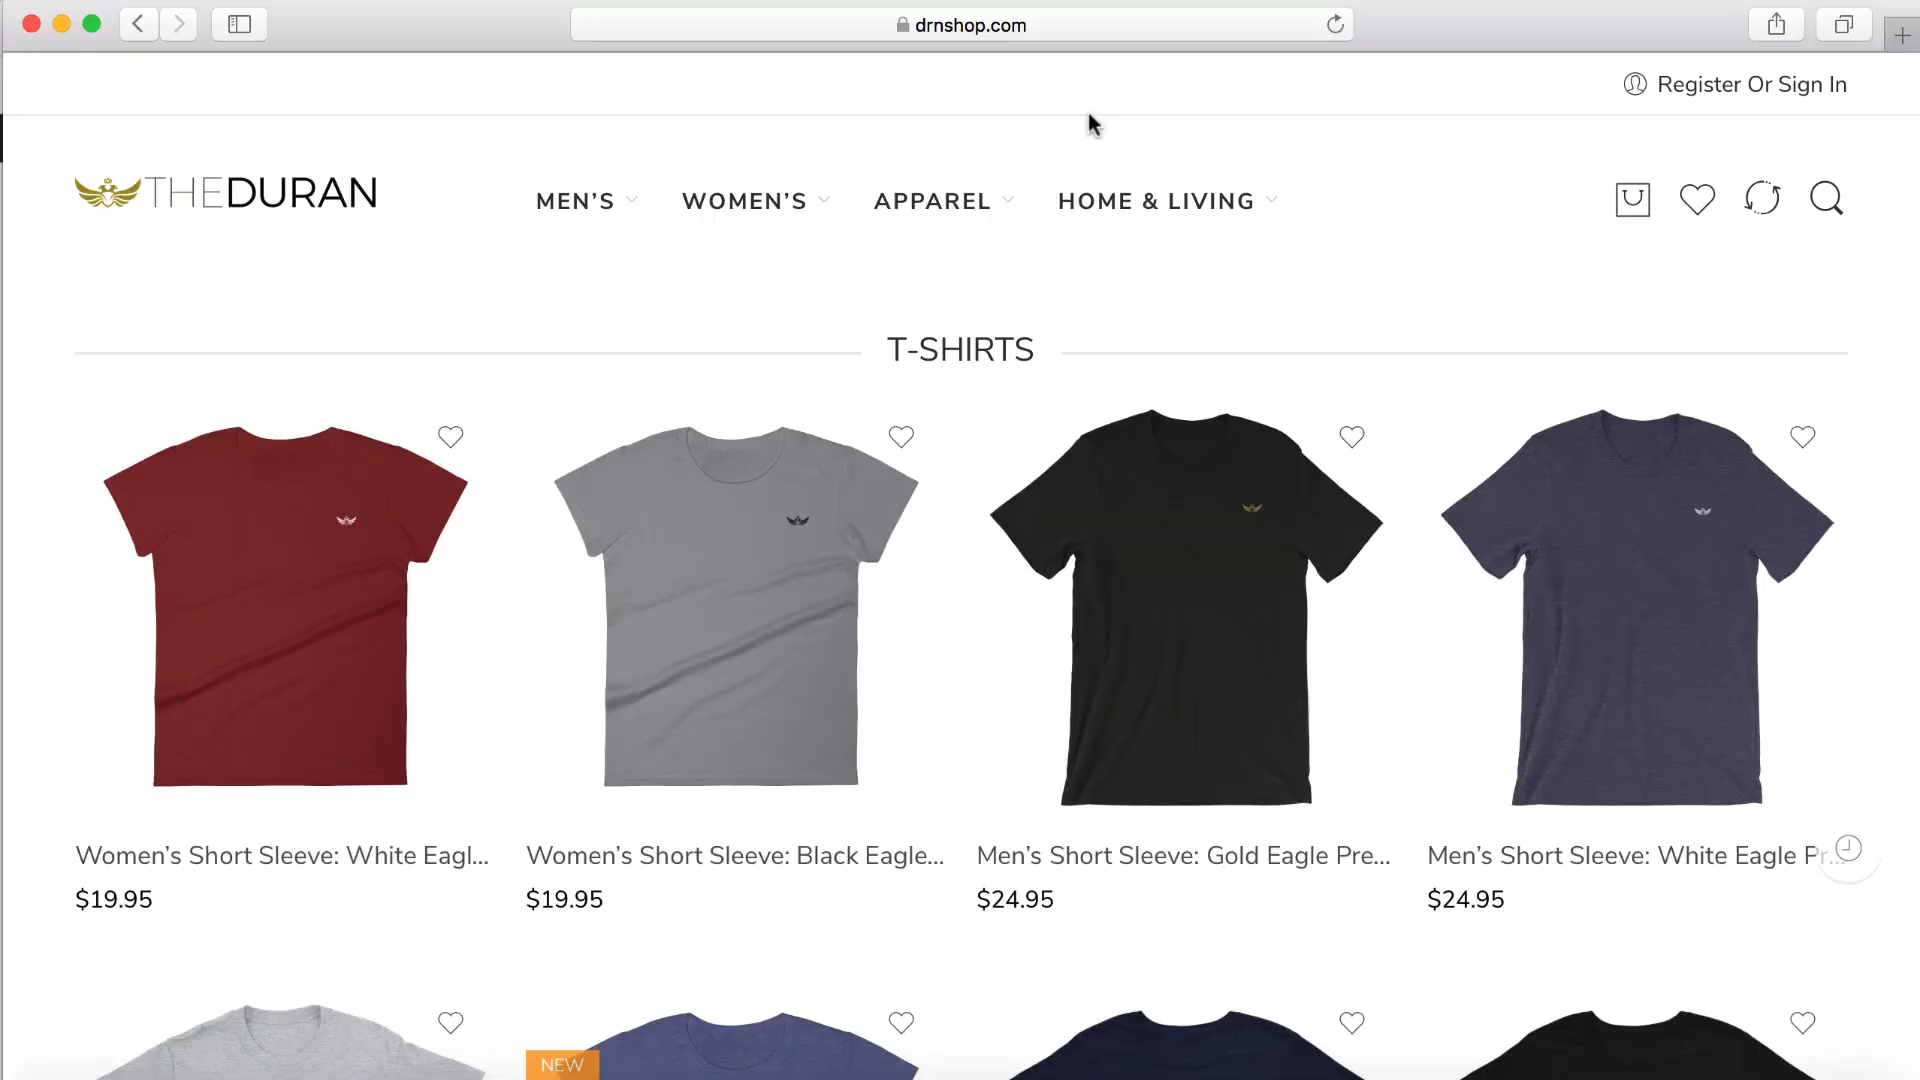 drnshop.com
Register Or Sign In
THEDURAN
MEN’S
WOMEN’S
APPAREL
HOME & LIVING
T-SHIRTS
Women’s Short Sleeve: White Eagl...
Women’s Short Sleeve: Black Eagle...
Men’s Short Sleeve: Gold Eagle Pre...
Men’s Short Sleeve: White Eagle Pr...
$19.95
$19.95
$24.95
$24.95
NEW